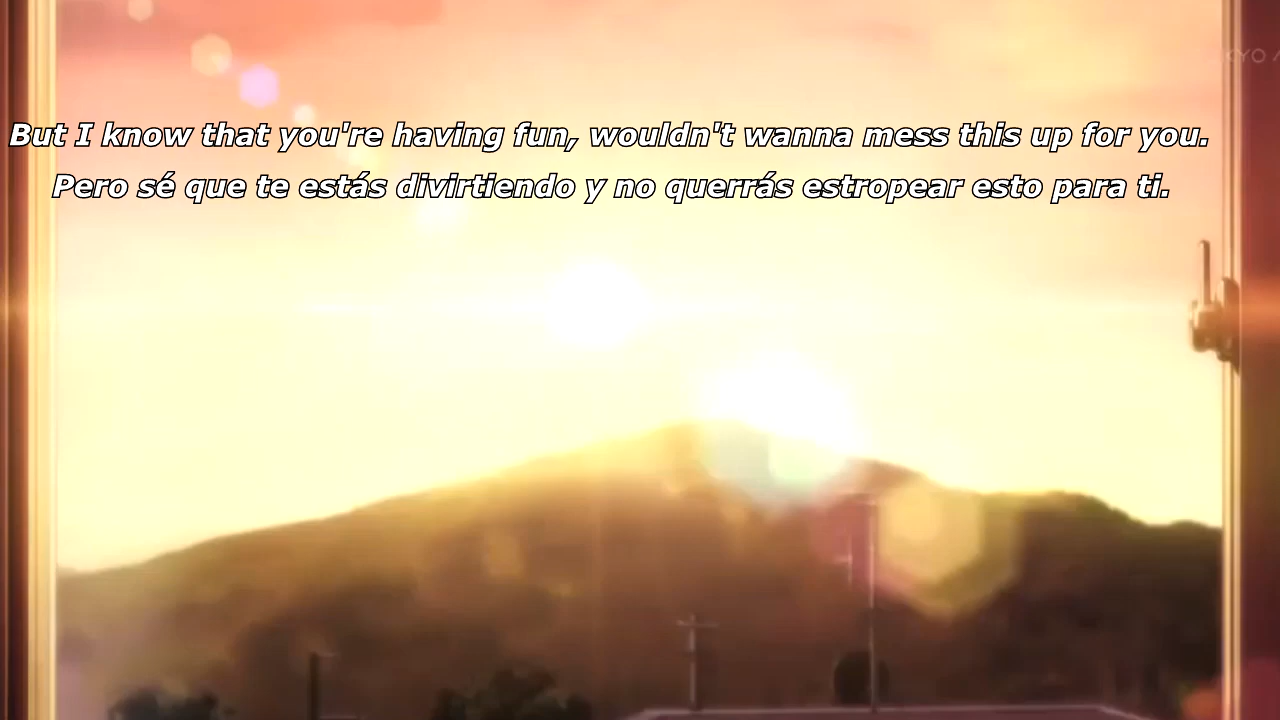 But I know that you're having fun, wouldn't wanna mess this up for you.
Pero sé que te estás divirtiendo y no querrás estropear esto para ti.